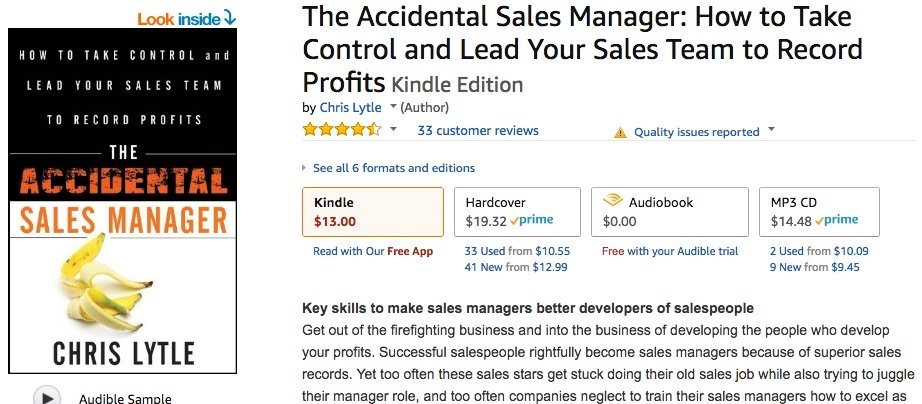 Look inside
HOW TO TAKE CONTROL and
LEAD YOUR SALES TEAM
TO RECORD PROFITS
THE
ACCIDENTAL
SALES MANAGER
CHRIS LYTLE
Audible Sample
The Accidental Sales Manager: How to Take
Control and Lead Your Sales Team to Record
Profits Kindle Edition
by Chris Lytle (Author)
33 customer reviews
Quality issues reported
See all 6 formats and editions
Kindle
$13.00
Read with Our Free App
Hardcover
$19.32 prime
33 Used from $10.55
41 New from $12.99
Audiobook
$0.00
Free with your Audible trial
MP3 CD
$14.48 prime
2 Used from $10.09
9 New from $9.45
Key skills to make sales managers better developers of salespeople
Get out of the firefighting business and into the business of developing the people who develop
your profits. Successful salespeople rightfully become sales managers because of superior sales
records. Yet too often these sales stars get stuck doing their old sales job while also trying to juggle
their manager role, and too often companies neglect to train their sales managers how to excel as